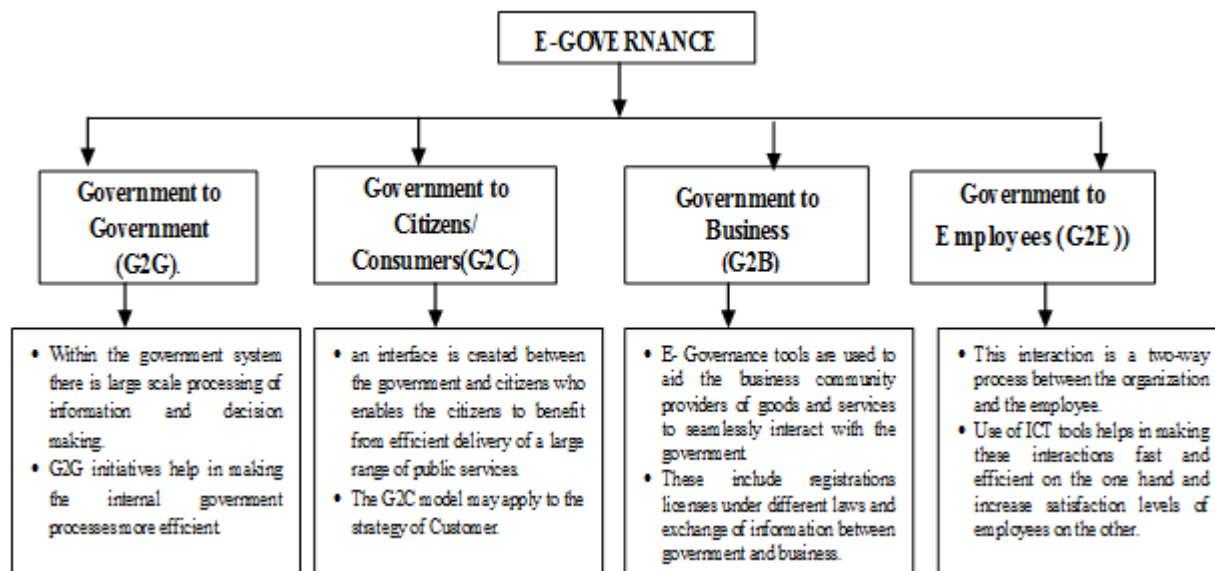 E-GOVERNANCE
Government to
Government
(G2G).
Government to
Citizens/
Consumers(G2C)
Government to
Business
(G2B)
Government to
Employees (G2E))
• Within the government system
there is large scale processing of
information and decision
making.
• G2G initiatives help in making
the internal government
processes more efficient.
• an interface is created between
the government and citizens who
enables the citizens to benefit
from efficient delivery of a large
range of public services.
• The G2C model may apply to the
strategy of Customer.
• E- Governance tools are used to
aid the business community
providers of goods and services
to seamlessly interact with the
government.
• These include registrations
licenses under different laws and
exchange of information between
government and business.
• This interaction is a two-way
process between the organization
and the employee.
• Use of ICT tools helps in making
these interactions fast and
efficient on the one hand and
increase satisfaction levels of
employees on the other.